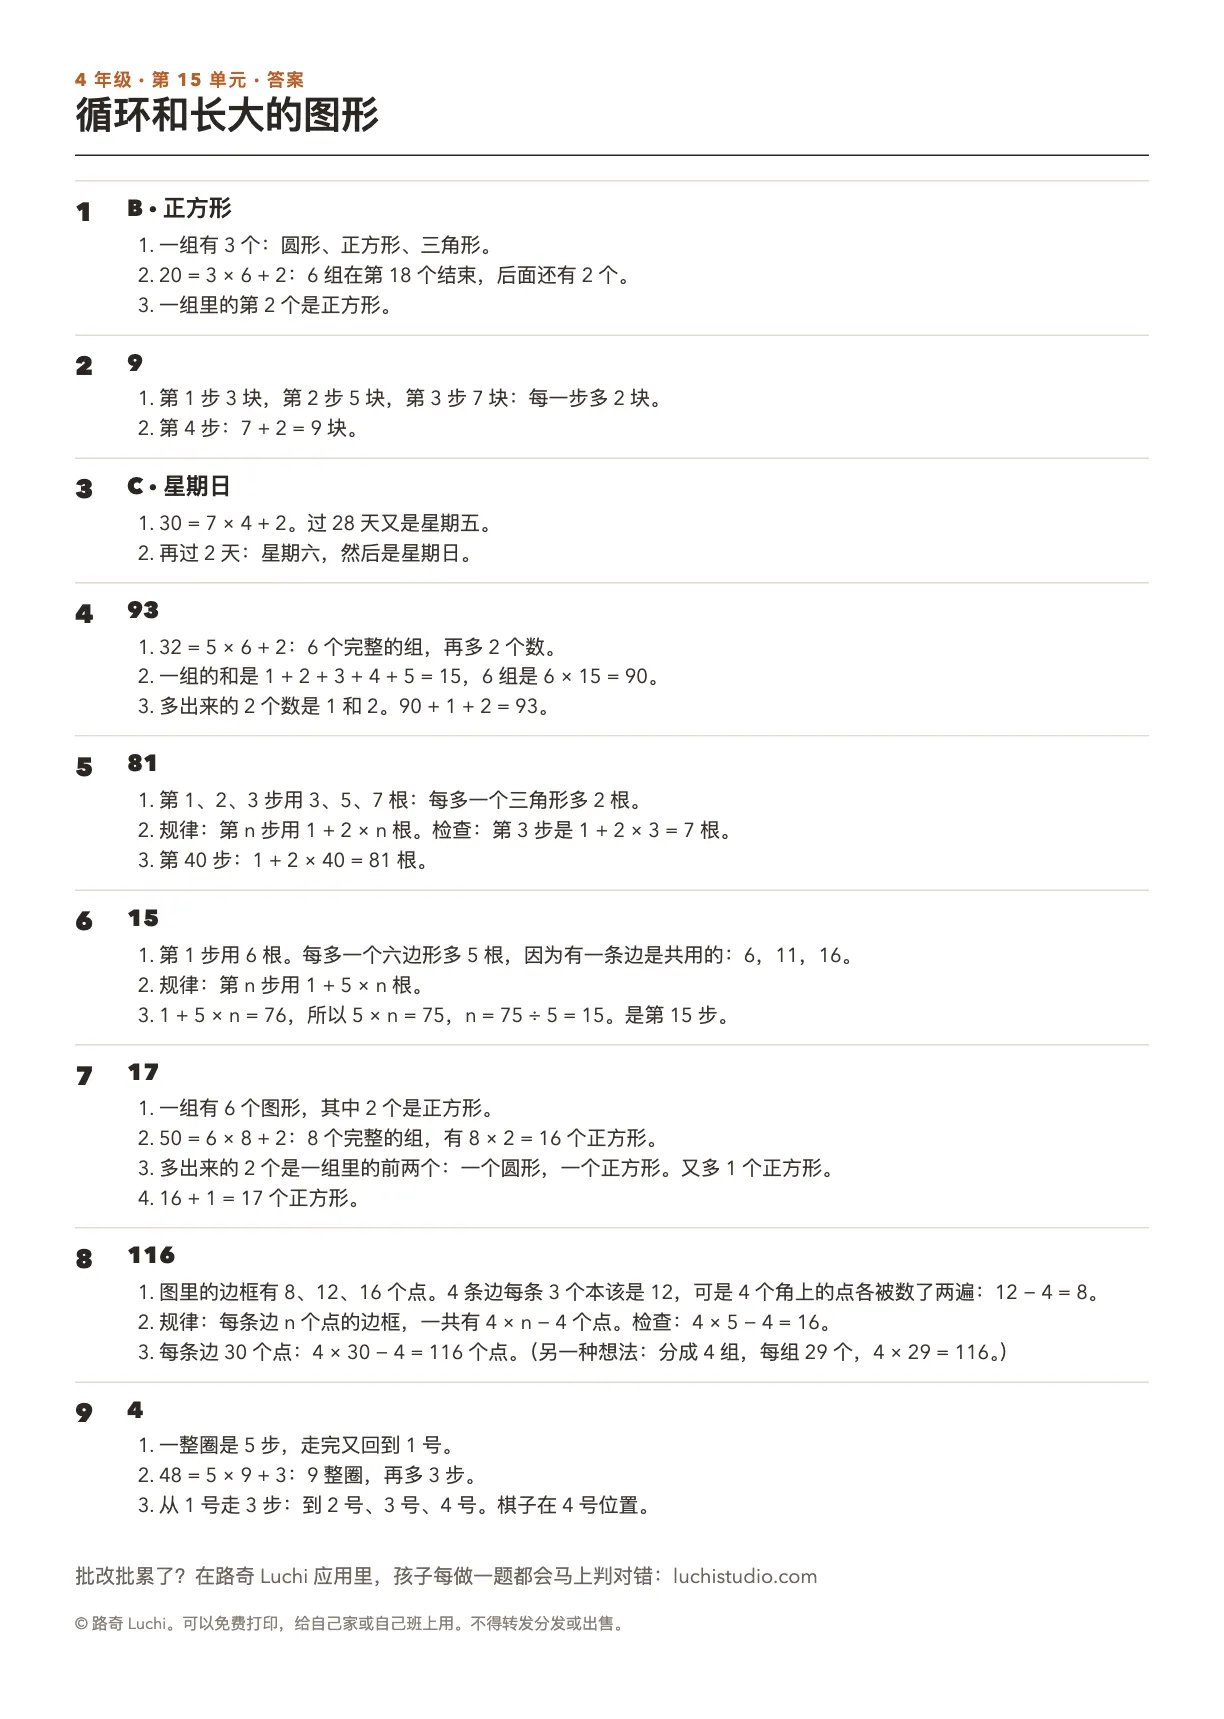 4 年级・第 15 单元・答案
循环和长大的图形
1 B・正方形
1. 一组有 3 个：圆形、正方形、三角形。
2. 20 = 3 × 6 + 2：6 组在第 18 个结束，后面还有 2 个。
3. 一组里的第 2 个是正方形。
2 9
1. 第 1 步 3 块，第 2 步 5 块，第 3 步 7 块：每一步多 2 块。
2. 第 4 步：7 + 2 = 9 块。
3 C・星期日
1. 30 = 7 × 4 + 2。过 28 天又是星期五。
2. 再过 2 天：星期六，然后是星期日。
4 93
1. 32 = 5 × 6 + 2：6 个完整的组，再多 2 个数。
2. 一组的和是 1 + 2 + 3 + 4 + 5 = 15，6 组是 6 × 15 = 90。
3. 多出来的 2 个数是 1 和 2。90 + 1 + 2 = 93。
5 81
1. 第 1、2、3 步用 3、5、7 根：每多一个三角形多 2 根。
2. 规律：第 n 步用 1 + 2 × n 根。检查：第 3 步是 1 + 2 × 3 = 7 根。
3. 第 40 步：1 + 2 × 40 = 81 根。
6 15
1. 第 1 步用 6 根。每多一个六边形多 5 根，因为有一条边是共用的：6，11，16。
2. 规律：第 n 步用 1 + 5 × n 根。
3. 1 + 5 × n = 76，所以 5 × n = 75，n = 75 ÷ 5 = 15。是第 15 步。
7 17
1. 一组有 6 个图形，其中 2 个是正方形。
2. 50 = 6 × 8 + 2：8 个完整的组，有 8 × 2 = 16 个正方形。
3. 多出来的 2 个是一组里的前两个：一个圆形，一个正方形。又多 1 个正方形。
4. 16 + 1 = 17 个正方形。
8 116
1. 图里的边框有 8、12、16 个点。4 条边每条 3 个本该是 12，可是 4 个角上的点各被数了两遍：12 − 4 = 8。
2. 规律：每条边 n 个点的边框，一共有 4 × n − 4 个点。检查：4 × 5 − 4 = 16。
3. 每条边 30 个点：4 × 30 − 4 = 116 个点。（另一种想法：分成 4 组，每组 29 个，4 × 29 = 116。）
9 4
1. 一整圈是 5 步，走完又回到 1 号。
2. 48 = 5 × 9 + 3：9 整圈，再多 3 步。
3. 从 1 号走 3 步：到 2 号、3 号、4 号。棋子在 4 号位置。
批改批累了？在路奇 Luchi 应用里，孩子每做一题都会马上判对错：luchistudio.com
© 路奇 Luchi。可以免费打印，给自己家或自己班上用。不得转发分发或出售。